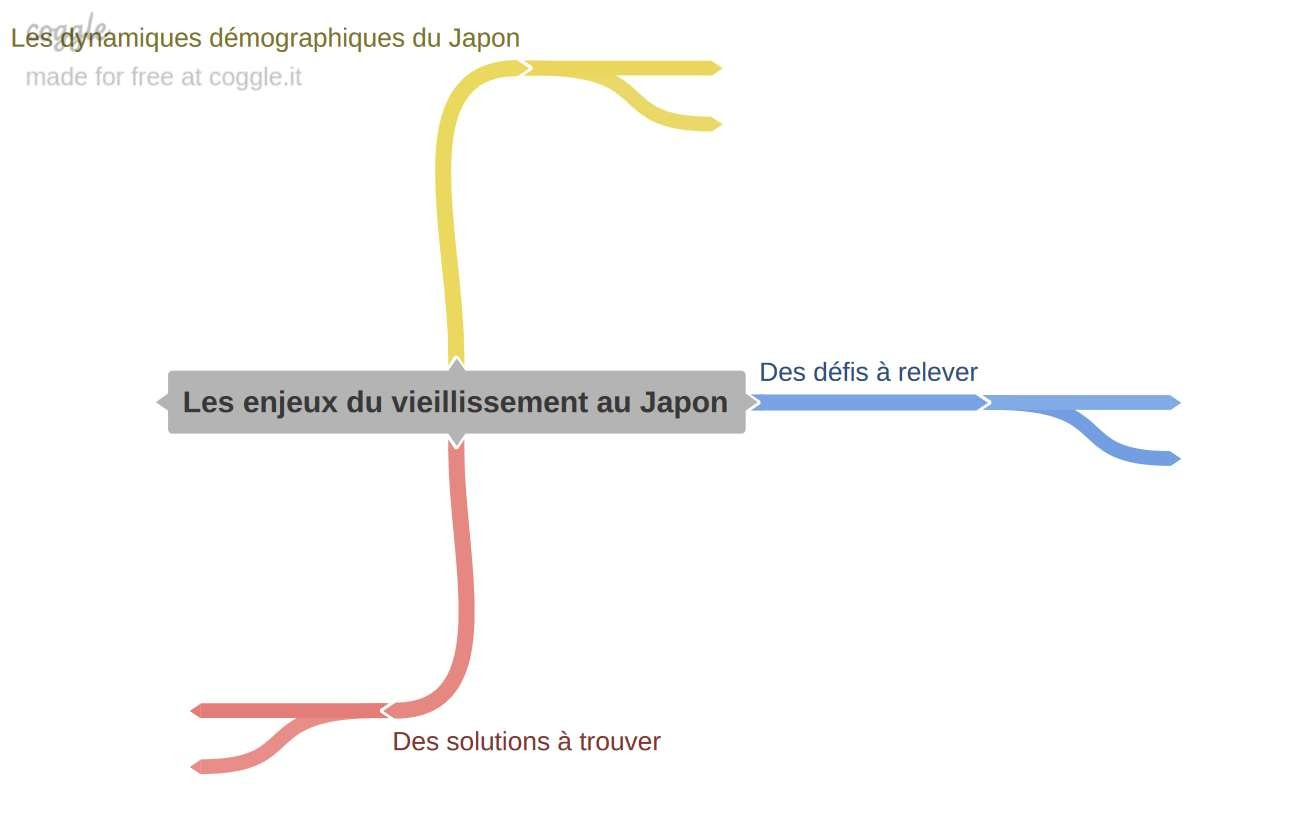 coggle
Les dynamiques démographiques du Japon
made for free at coggle.it
Des défis à relever
Les enjeux du vieillissement au Japon
Des solutions à trouver